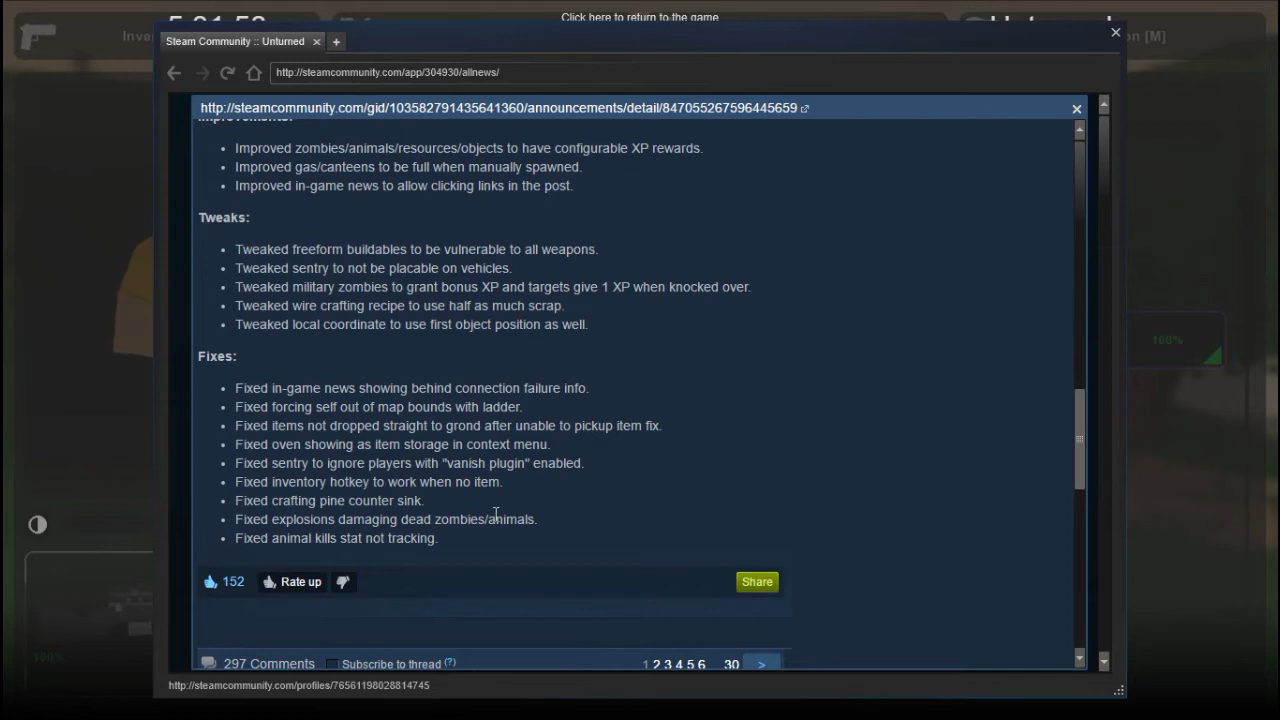 Click here to return to the game
Steam Community :: Unturned
on [M]
http://steamcommunity.com/app/304930/allnews/
http://steamcommunity.com/gid/103582791435641360/announcements/detail/847055267596445659
Improvements:
Improved zombies/animals/resources/objects to have configurable XP rewards.
Improved gas/canteens to be full when manually spawned.
Improved in-game news to allow clicking links in the post.
Tweaks:
Tweaked freeform buildables to be vulnerable to all weapons.
Tweaked sentry to not be placable on vehicles.
Tweaked military zombies to grant bonus XP and targets give 1 XP when knocked over.
Tweaked wire crafting recipe to use half as much scrap.
Tweaked local coordinate to use first object position as well.
100%
Fixes:
Fixed in-game news showing behind connection failure info.
Fixed forcing self out of map bounds with ladder.
Fixed items not dropped straight to grond after unable to pickup item fix.
Fixed oven showing as item storage in context menu.
Fixed sentry to ignore players with "vanish plugin" enabled.
Fixed inventory hotkey to work when no item.
Fixed crafting pine counter sink.
Fixed explosions damaging dead zombies/animals.
Fixed animal kills stat not tracking.
152 Rate up Share
100%
297 Comments Subscribe to thread (?) 1 2 3 4 5 6 30 >
http://steamcommunity.com/profiles/76561198028814745